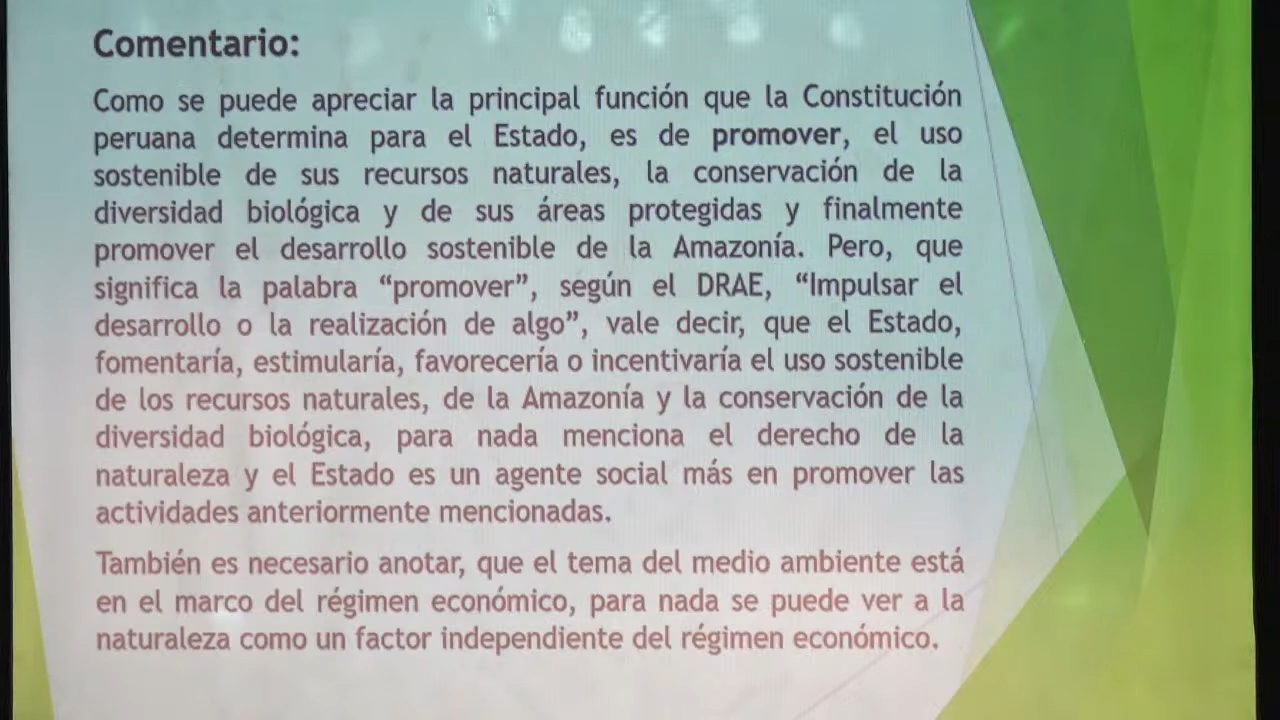 Comentario:
Como se puede apreciar la principal función que la Constitución
peruana determina para el Estado, es de promover, el uso
sostenible de sus recursos naturales, la conservación de la
diversidad biológica y de sus áreas protegidas y finalmente
promover el desarrollo sostenible de la Amazonía. Pero, que
significa la palabra “promover”, según el DRAE, “Impulsar el
desarrollo o la realización de algo”, vale decir, que el Estado,
fomentaría, estimularía, favorecería o incentivaría el uso sostenible
de los recursos naturales, de la Amazonía y la conservación de la
diversidad biológica, para nada menciona el derecho de la
naturaleza y el Estado es un agente social más en promover las
actividades anteriormente mencionadas.
También es necesario anotar, que el tema del medio ambiente está
en el marco del régimen económico, para nada se puede ver a la
naturaleza como un factor independiente del régimen económico.